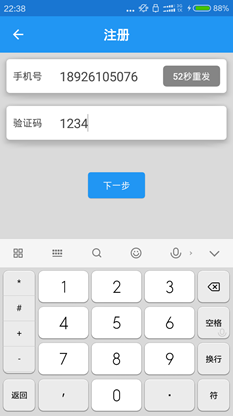 22:38 ... 2G 88%
注册
手机号 18926105076 52秒重发
验证码 1234
下一步
* 1 2 3
#
+ 4 5 6 空格
- 7 8 9 换行
返回 , 0 . 符